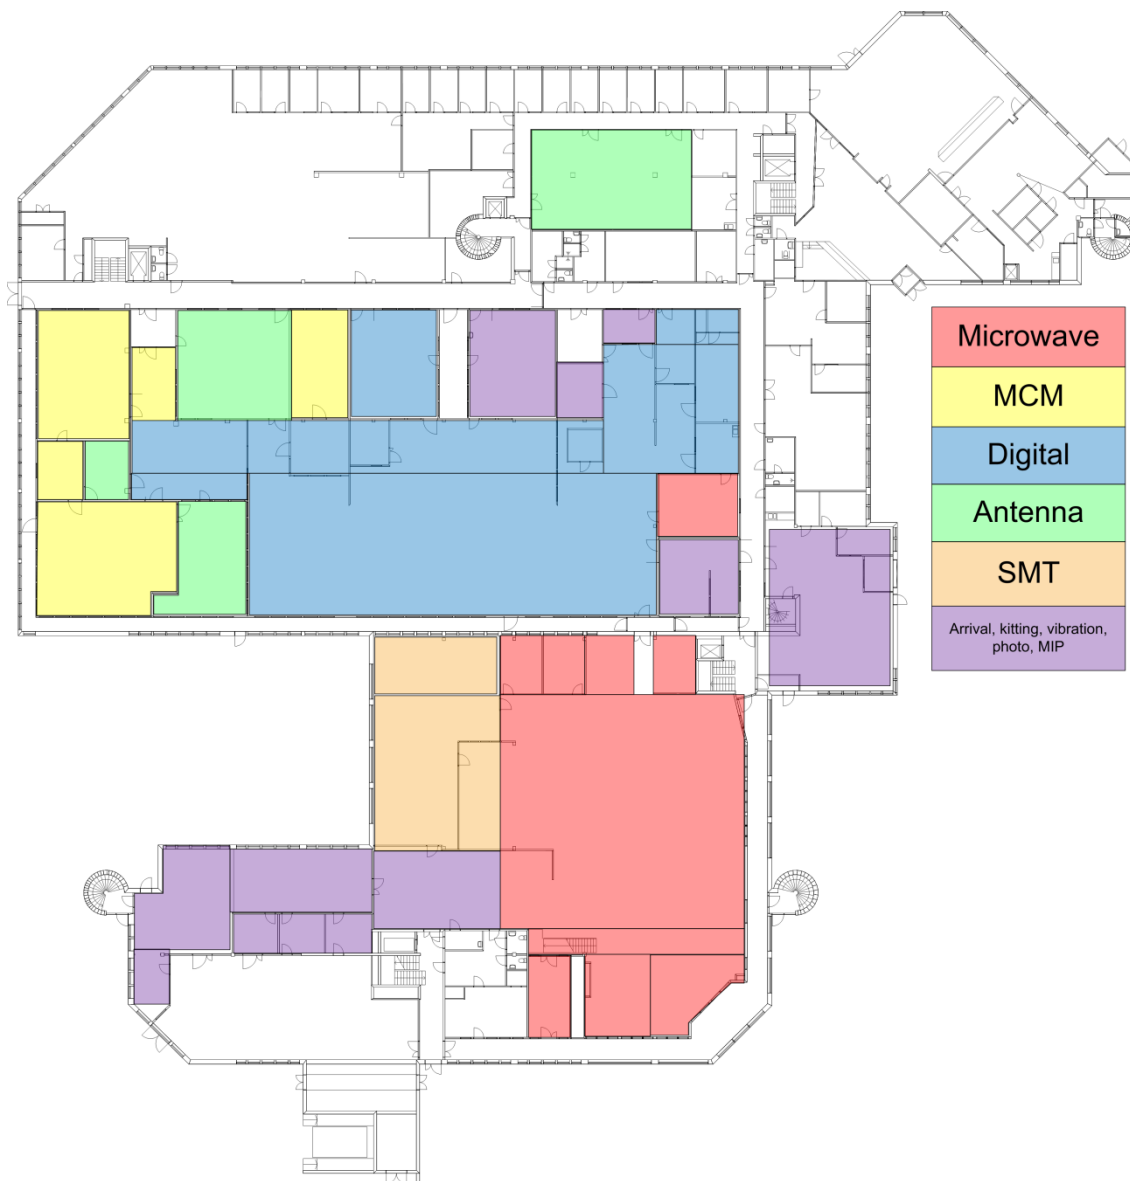 Microwave
MCM
Digital
Antenna
SMT
Arrival, kitting, vibration,
photo, MIP